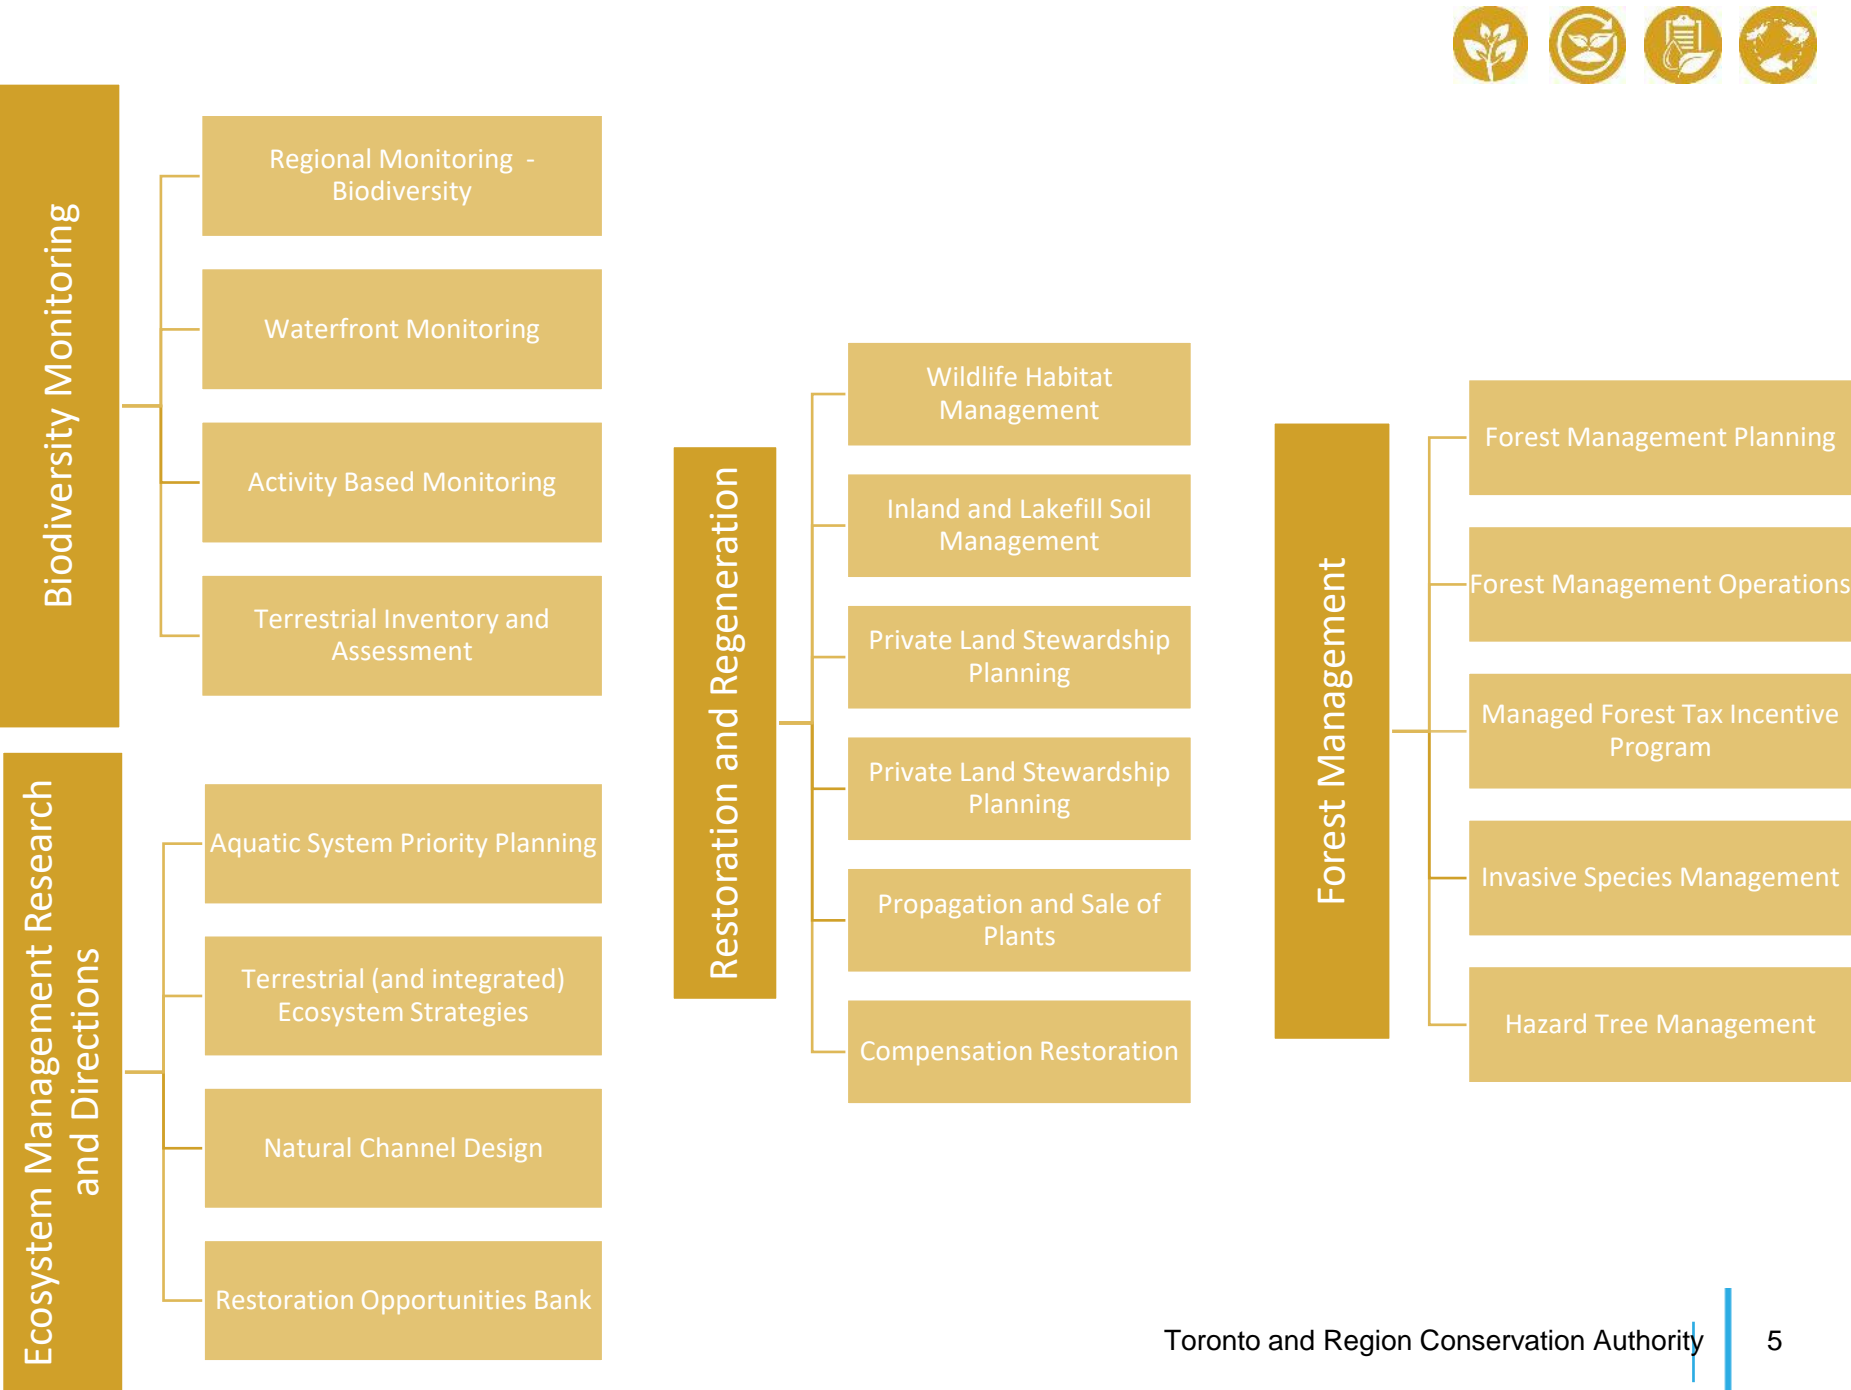 Biodiversity Monitoring
Regional Monitoring -
Biodiversity
Waterfront Monitoring
Activity Based Monitoring
Terrestrial Inventory and
Assessment
Ecosystem Management Research
and Directions
Aquatic System Priority Planning
Terrestrial (and integrated)
Ecosystem Strategies
Natural Channel Design
Restoration Opportunities Bank
Restoration and Regeneration
Wildlife Habitat
Management
Inland and Lakefill Soil
Management
Private Land Stewardship
Planning
Private Land Stewardship
Planning
Propagation and Sale of
Plants
Compensation Restoration
Forest Management
Forest Management Planning
Forest Management Operations
Managed Forest Tax Incentive
Program
Invasive Species Management
Hazard Tree Management
Toronto and Region Conservation Authority
5